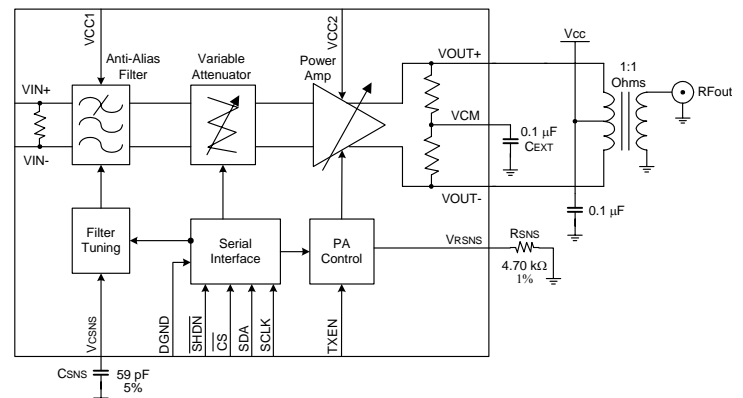 VCC1
VCC2
Anti-Alias
Filter
Variable
Attenuator
Power
Amp
VIN+
VIN-
VOUT+
VCM
VOUT-
0.1 μF
CEXT
Vcc
1:1
Ohms
RFout
0.1 μF
Filter
Tuning
Serial
Interface
PA
Control
VRSNS
RSNS
4.70 kΩ
1%
VCSNS
DGND
SHDN
CS
SDA
SCLK
TXEN
CSNS
59 pF
5%